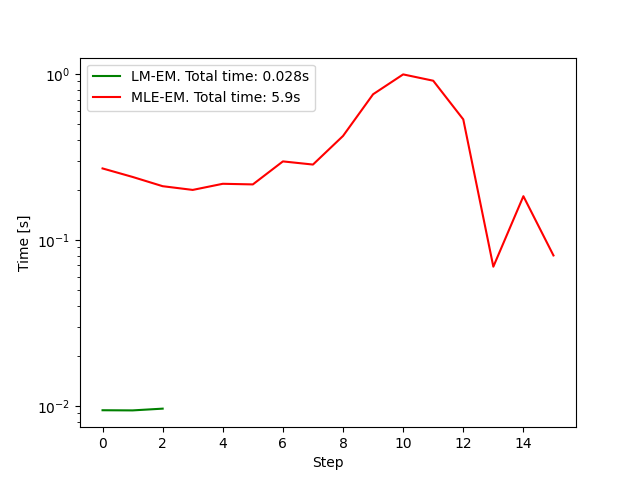 LM-EM. Total time: 0.028s
MLE-EM. Total time: 5.9s
Time [s]
10⁰
10⁻¹
10⁻²
0 2 4 6 8 10 12 14
Step